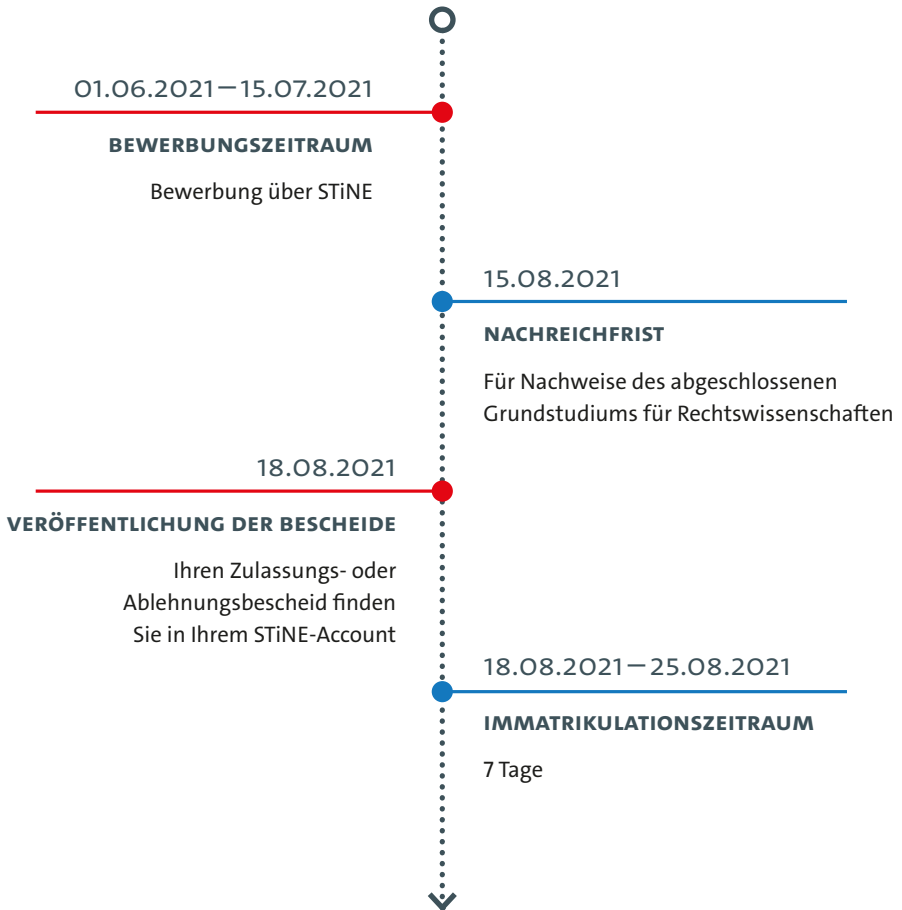 01.06.2021–15.07.2021
BEWERBUNGSZEITRAUM
Bewerbung über STiNE
15.08.2021
NACHREICHFRIST
Für Nachweise des abgeschlossenen
Grundstudiums für Rechtswissenschaften
18.08.2021
VERÖFFENTLICHUNG DER BESCHEIDE
Ihren Zulassungs- oder
Ablehnungsbescheid finden
Sie in Ihrem STiNE-Account
18.08.2021–25.08.2021
IMMATRIKULATIONSZEITRAUM
7 Tage